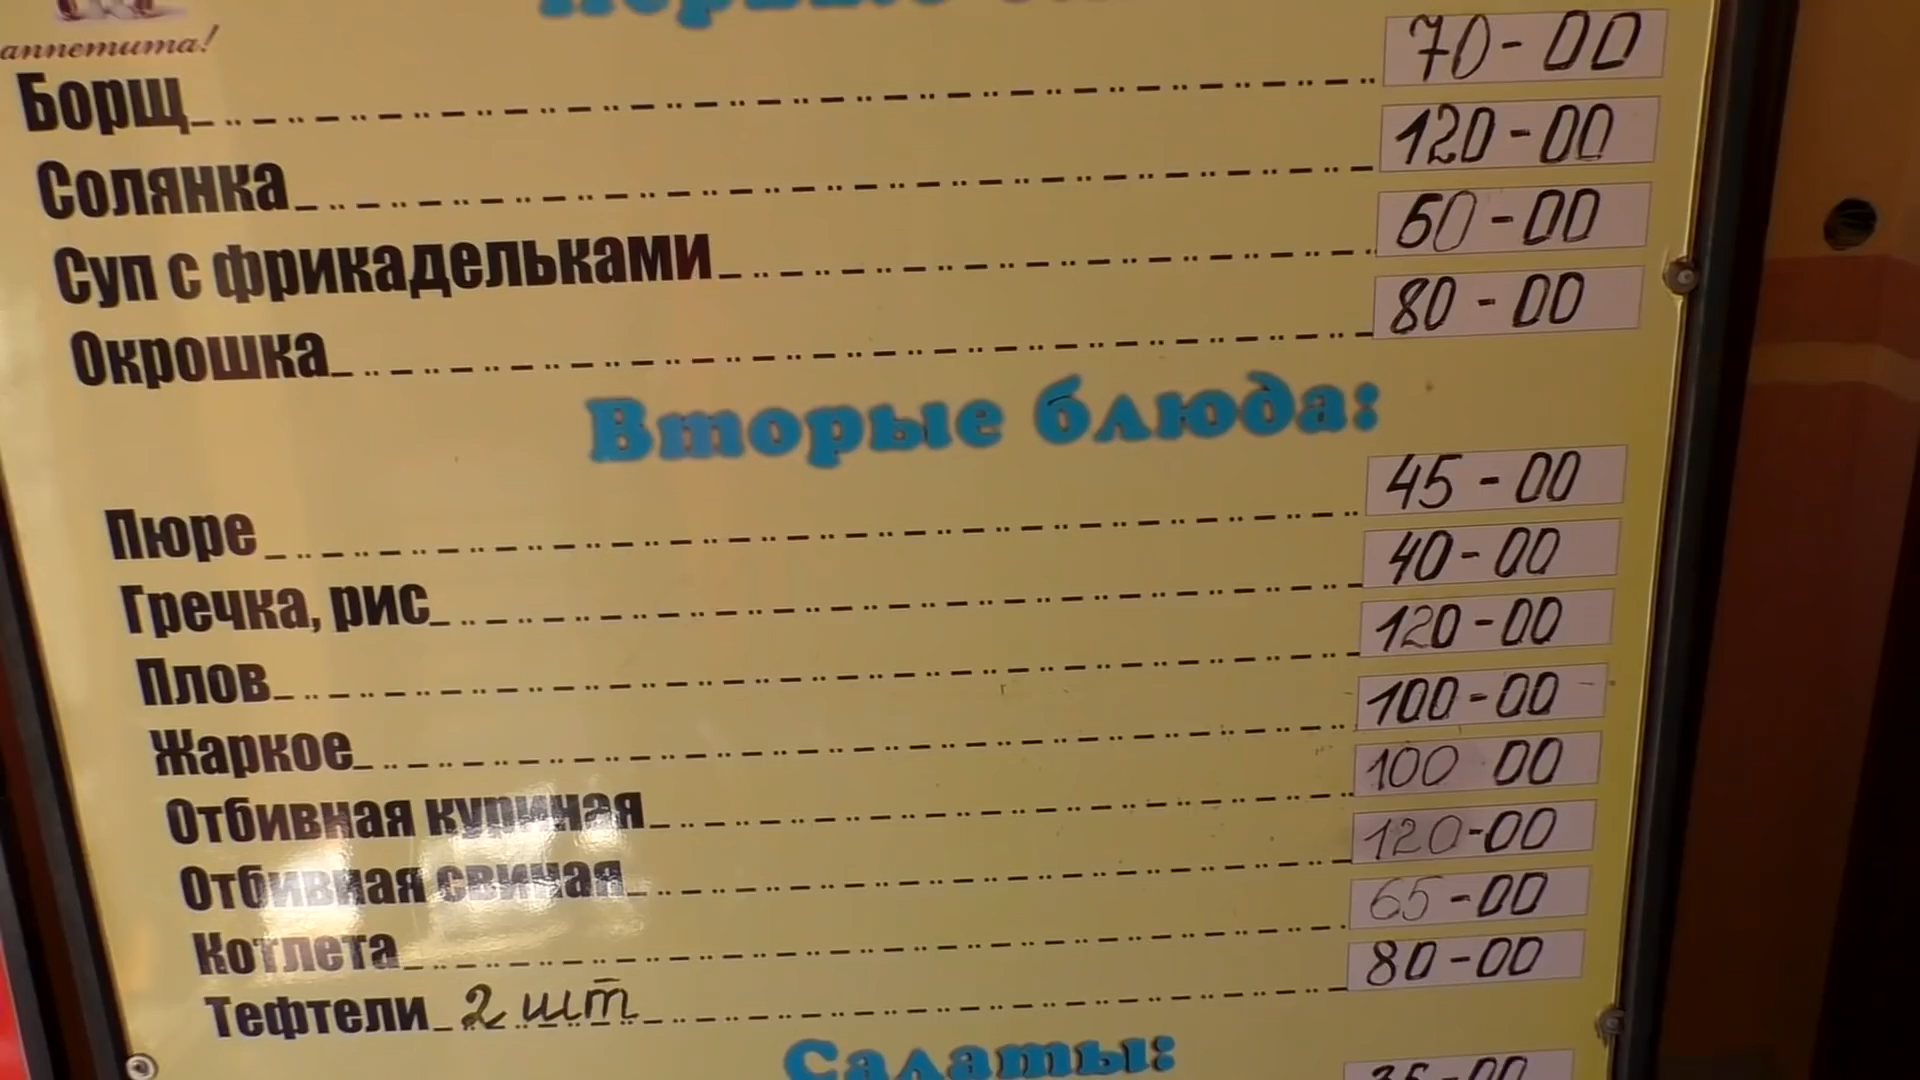 аппетита!
Первые
Борщ 70-00
Солянка 120-00
Суп с фрикадельками 60-00
Окрошка 80-00
Вторые блюда:
Пюре 45-00
Гречка, рис 40-00
Плов 120-00
Жаркое 100-00
Отбивная куриная 100 00
Отбивная свиная 120-00
Котлета 65-00
Тефтели 2 шт 80-00
Салаты: